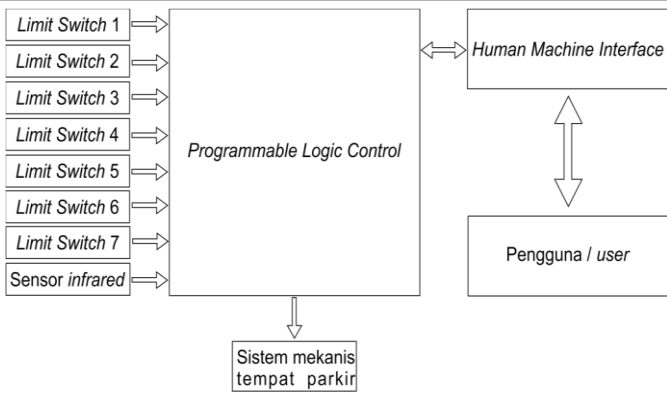 Limit Switch 1
Limit Switch 2
Limit Switch 3
Limit Switch 4
Limit Switch 5
Limit Switch 6
Limit Switch 7
Sensor infrared
Programmable Logic Control
Human Machine Interface
Pengguna / user
Sistem mekanis
tempat parkir